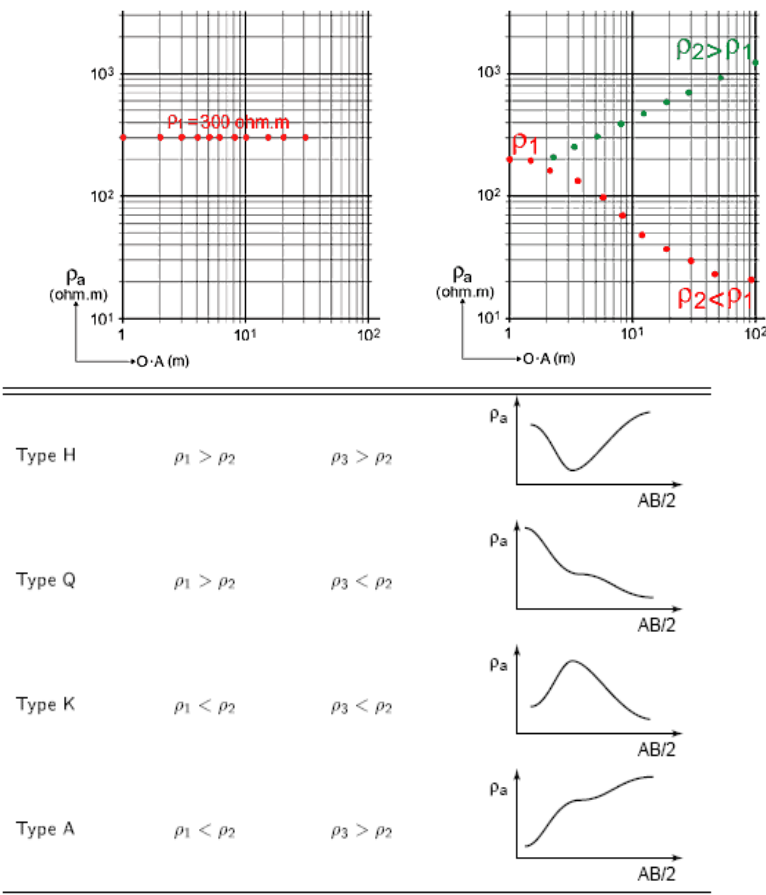 10³
ρ₁ = 300 ohm.m
10²
ρa
(ohm.m)
10¹
1
10¹
10²
O·A (m)
ρ₂>ρ₁
10³
ρ₁
10²
ρa
(ohm.m)
ρ₂<ρ₁
10¹
1
10¹
10²
O·A (m)
ρa
Type H ρ₁ > ρ₂ ρ₃ > ρ₂
AB/2
ρa
Type Q ρ₁ > ρ₂ ρ₃ < ρ₂
AB/2
ρa
Type K ρ₁ < ρ₂ ρ₃ < ρ₂
AB/2
ρa
Type A ρ₁ < ρ₂ ρ₃ > ρ₂
AB/2